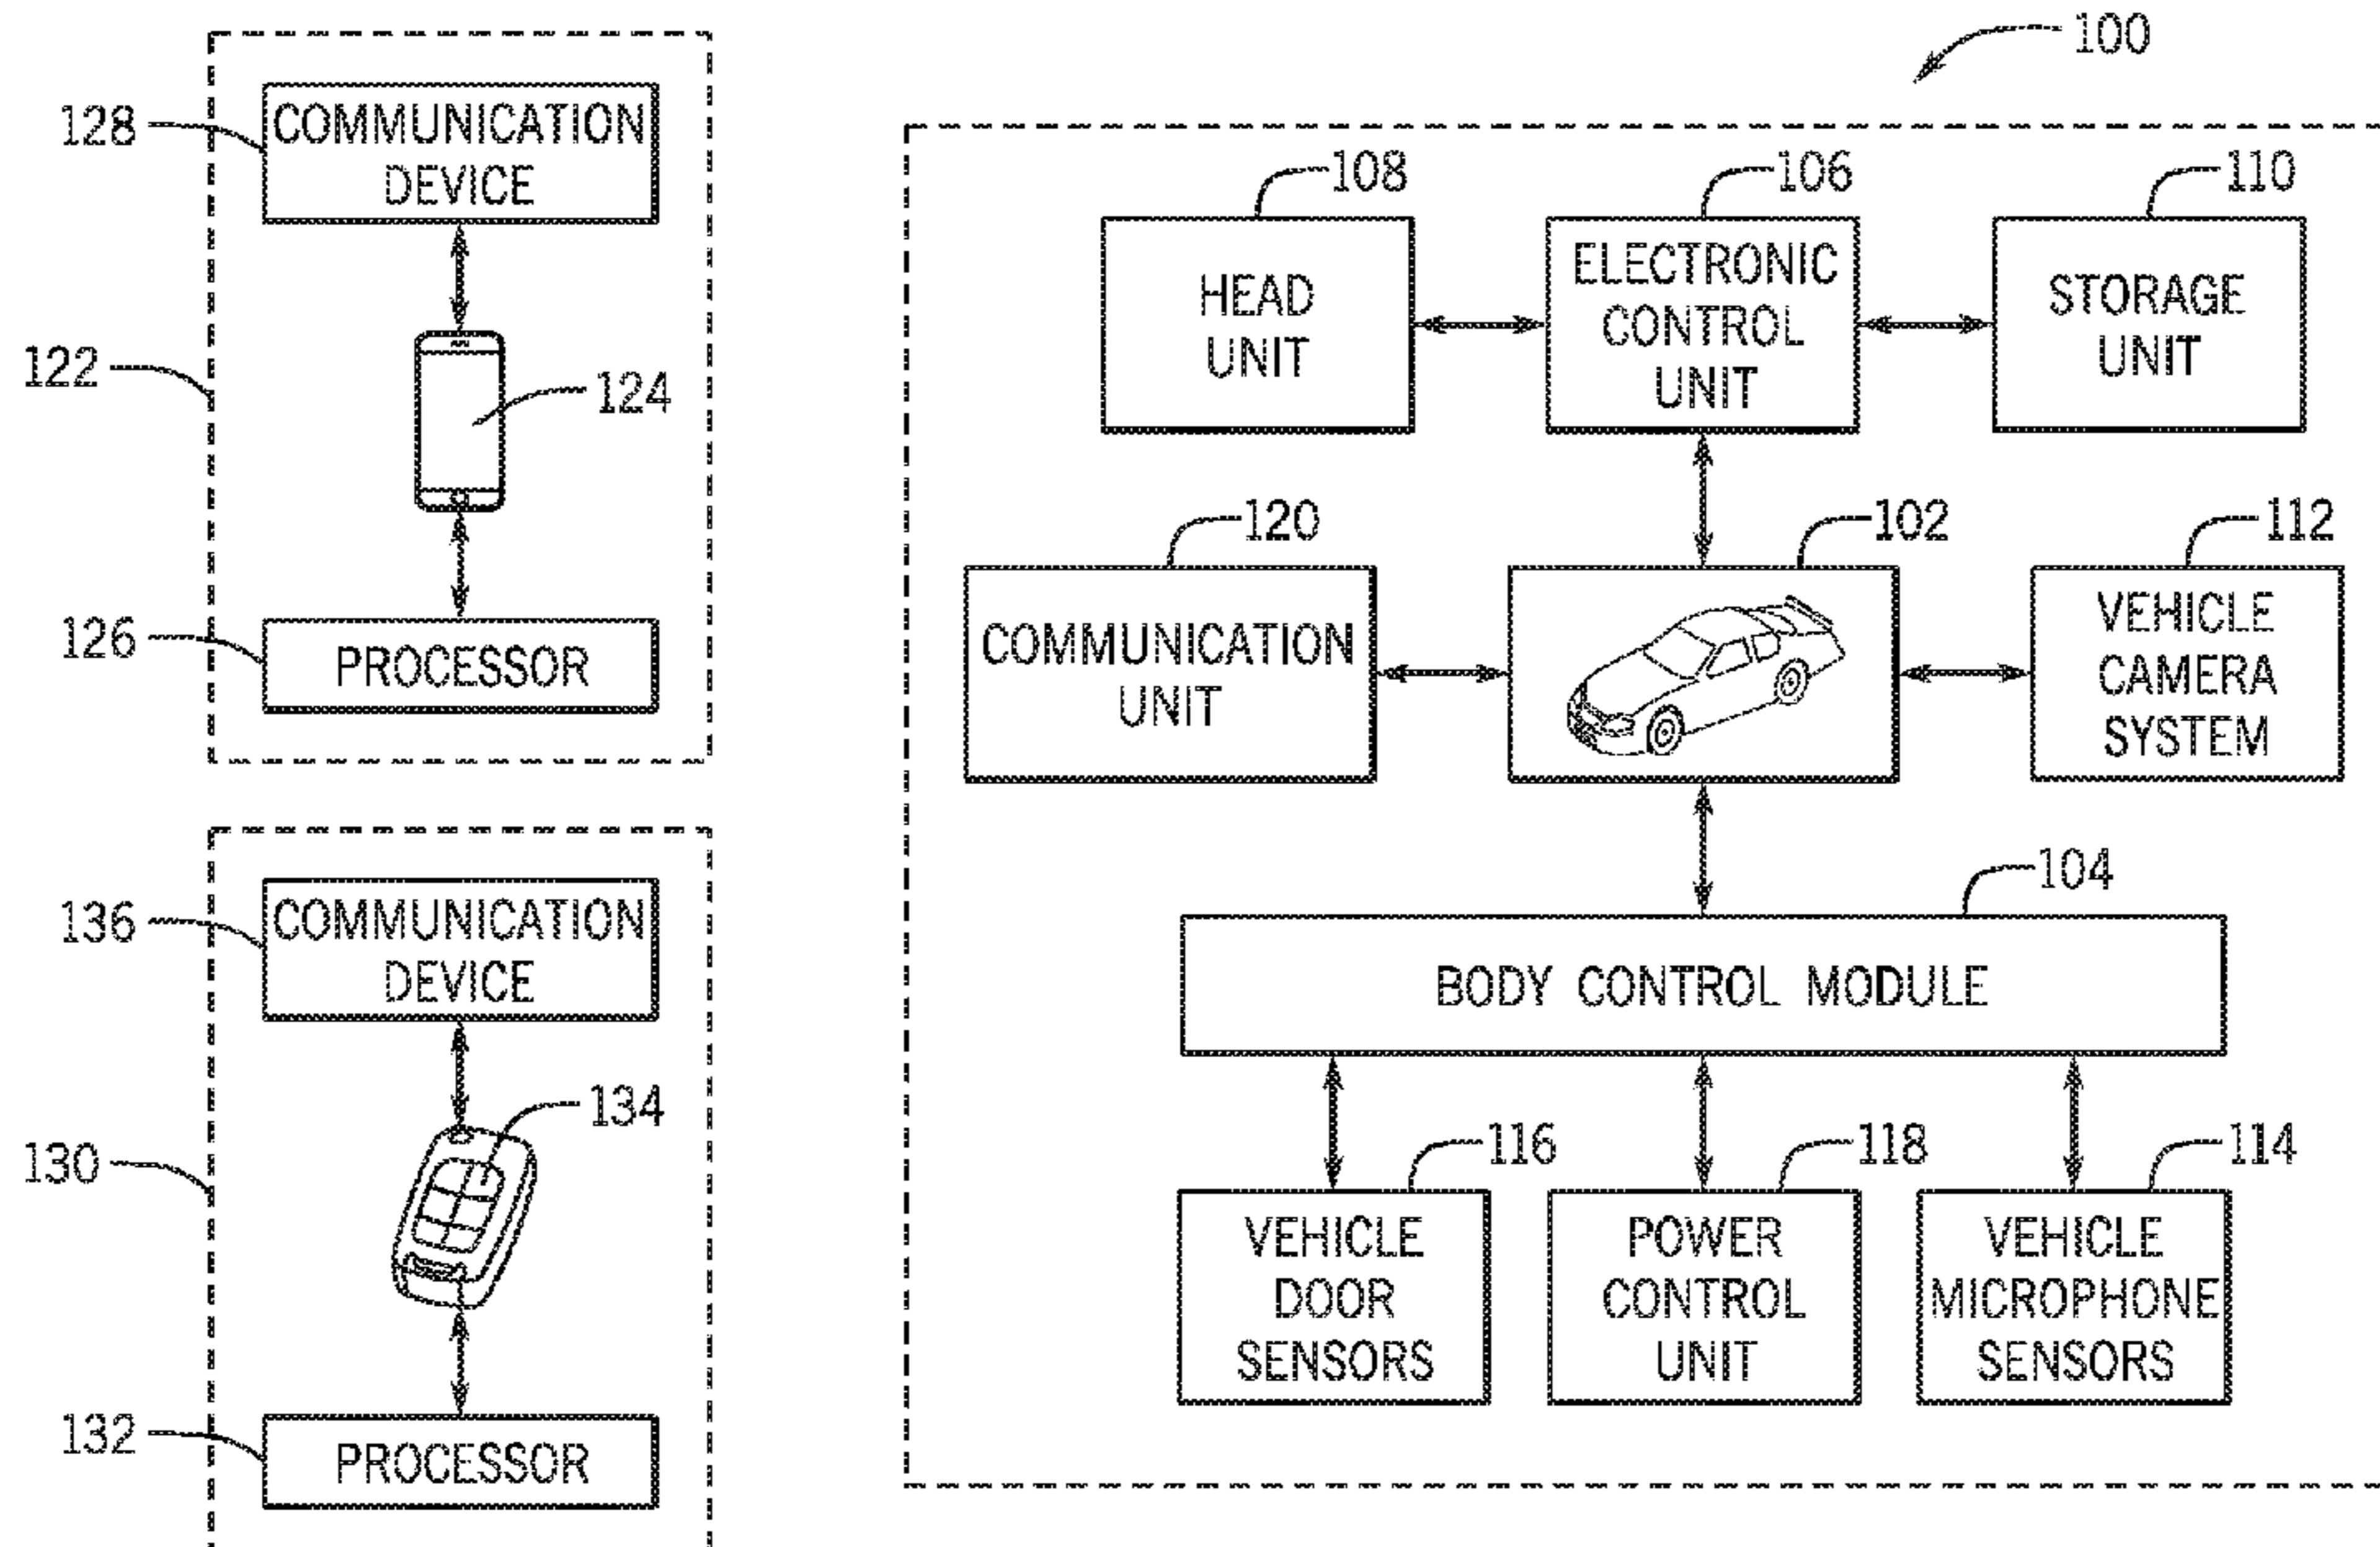 100
128
COMMUNICATION
DEVICE
122
124
126
PROCESSOR
136
COMMUNICATION
DEVICE
130
134
132
PROCESSOR
108
HEAD
UNIT
106
ELECTRONIC
CONTROL
UNIT
110
STORAGE
UNIT
120
COMMUNICATION
UNIT
102
112
VEHICLE
CAMERA
SYSTEM
104
BODY CONTROL MODULE
116
VEHICLE
DOOR
SENSORS
118
POWER
CONTROL
UNIT
114
VEHICLE
MICROPHONE
SENSORS